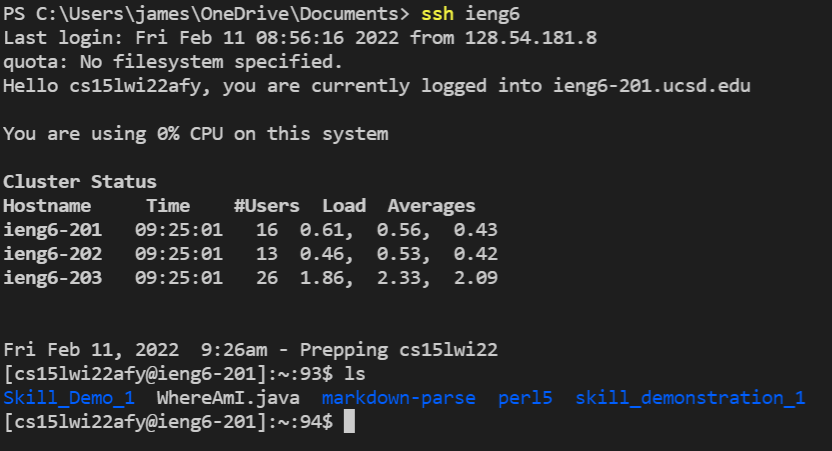 PS C:\Users\james\OneDrive\Documents> ssh ieng6
Last login: Fri Feb 11 08:56:16 2022 from 128.54.181.8
quota: No filesystem specified.
Hello cs15lwi22afy, you are currently logged into ieng6-201.ucsd.edu
You are using 0% CPU on this system
Cluster Status
Hostname     Time    #Users  Load  Averages
ieng6-201   09:25:01   16  0.61,  0.56,  0.43
ieng6-202   09:25:01   13  0.46,  0.53,  0.42
ieng6-203   09:25:01   26  1.86,  2.33,  2.09
Fri Feb 11, 2022  9:26am - Prepping cs15lwi22
[cs15lwi22afy@ieng6-201]:~:93$ ls
Skill_Demo_1  WhereAmI.java  markdown-parse  perl5  skill_demonstration_1
[cs15lwi22afy@ieng6-201]:~:94$